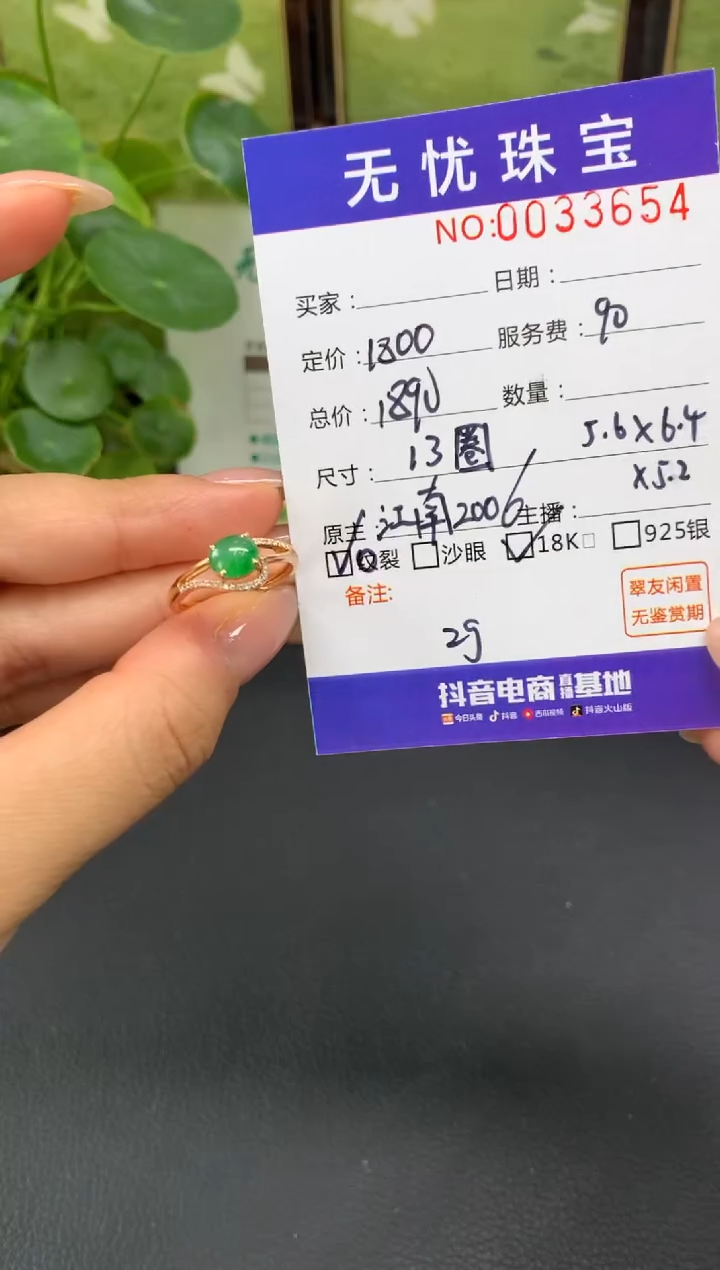 无忧珠宝
NO:0033654
买家： 日期：
定价：1800 服务费：90
总价：1890 数量：
尺寸：13圈 5.6×6.4
×5.2
原主：江南2006 主播：
纹裂 沙眼 18K 925银
备注: 翠友闲置
无鉴赏期
2g
抖音电商直播基地
今日头条 抖音 西瓜视频 抖音火山版